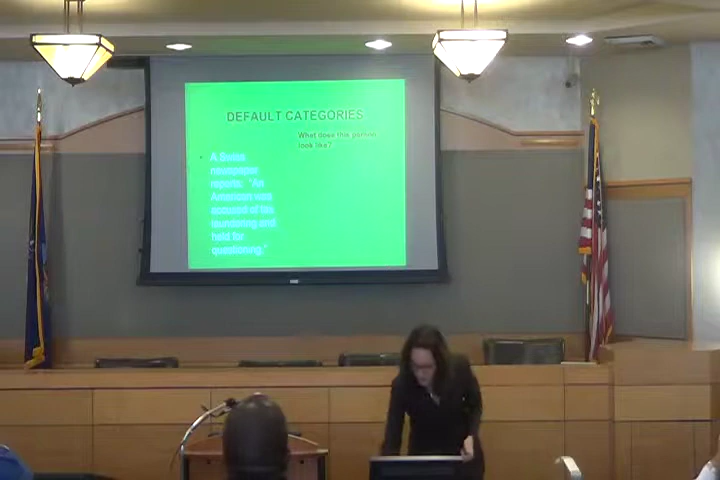 DEFAULT CATEGORIES
What does this person
look like?
A Swiss
newspaper
reports: "An
American was
accused of
laundering and
held for
questioning."